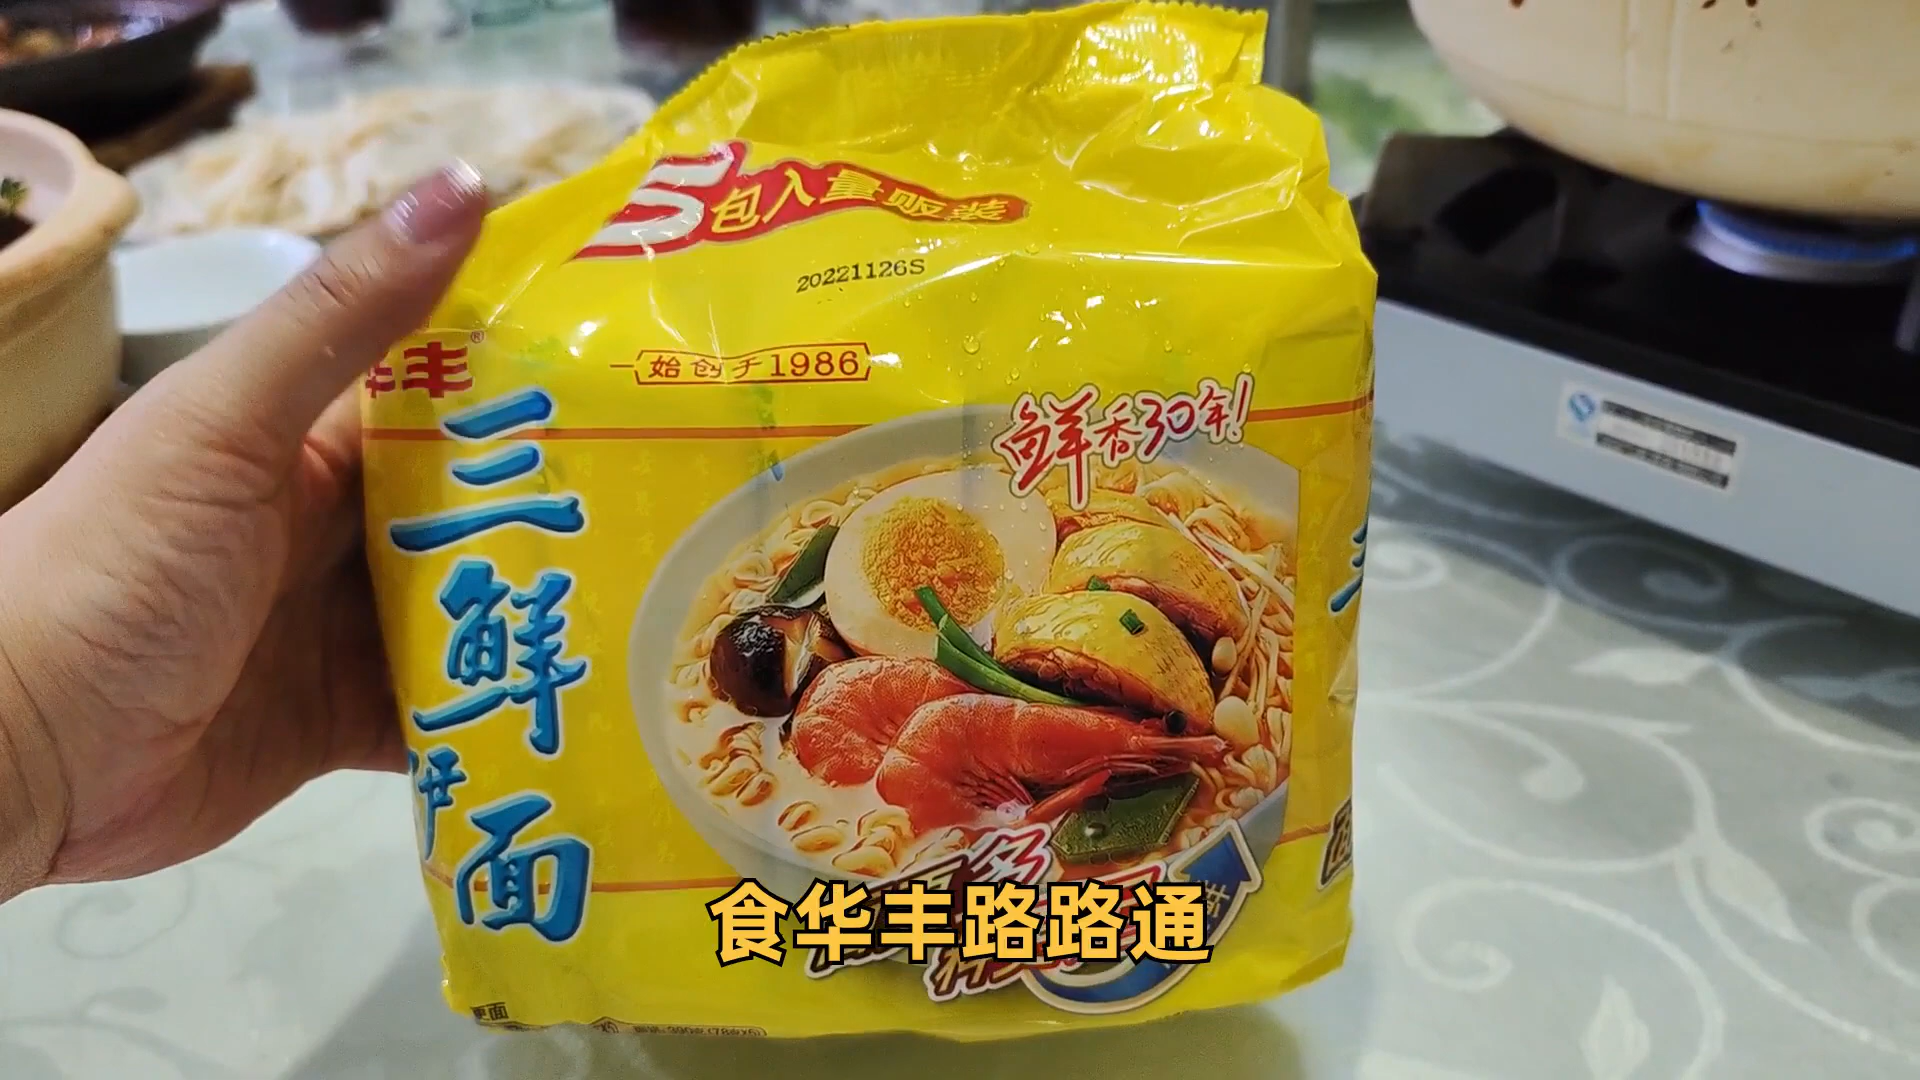 5包入量贩装
20221126S
始创于1986
华丰®
鲜香30年!
三鲜伊面
食华丰路路通